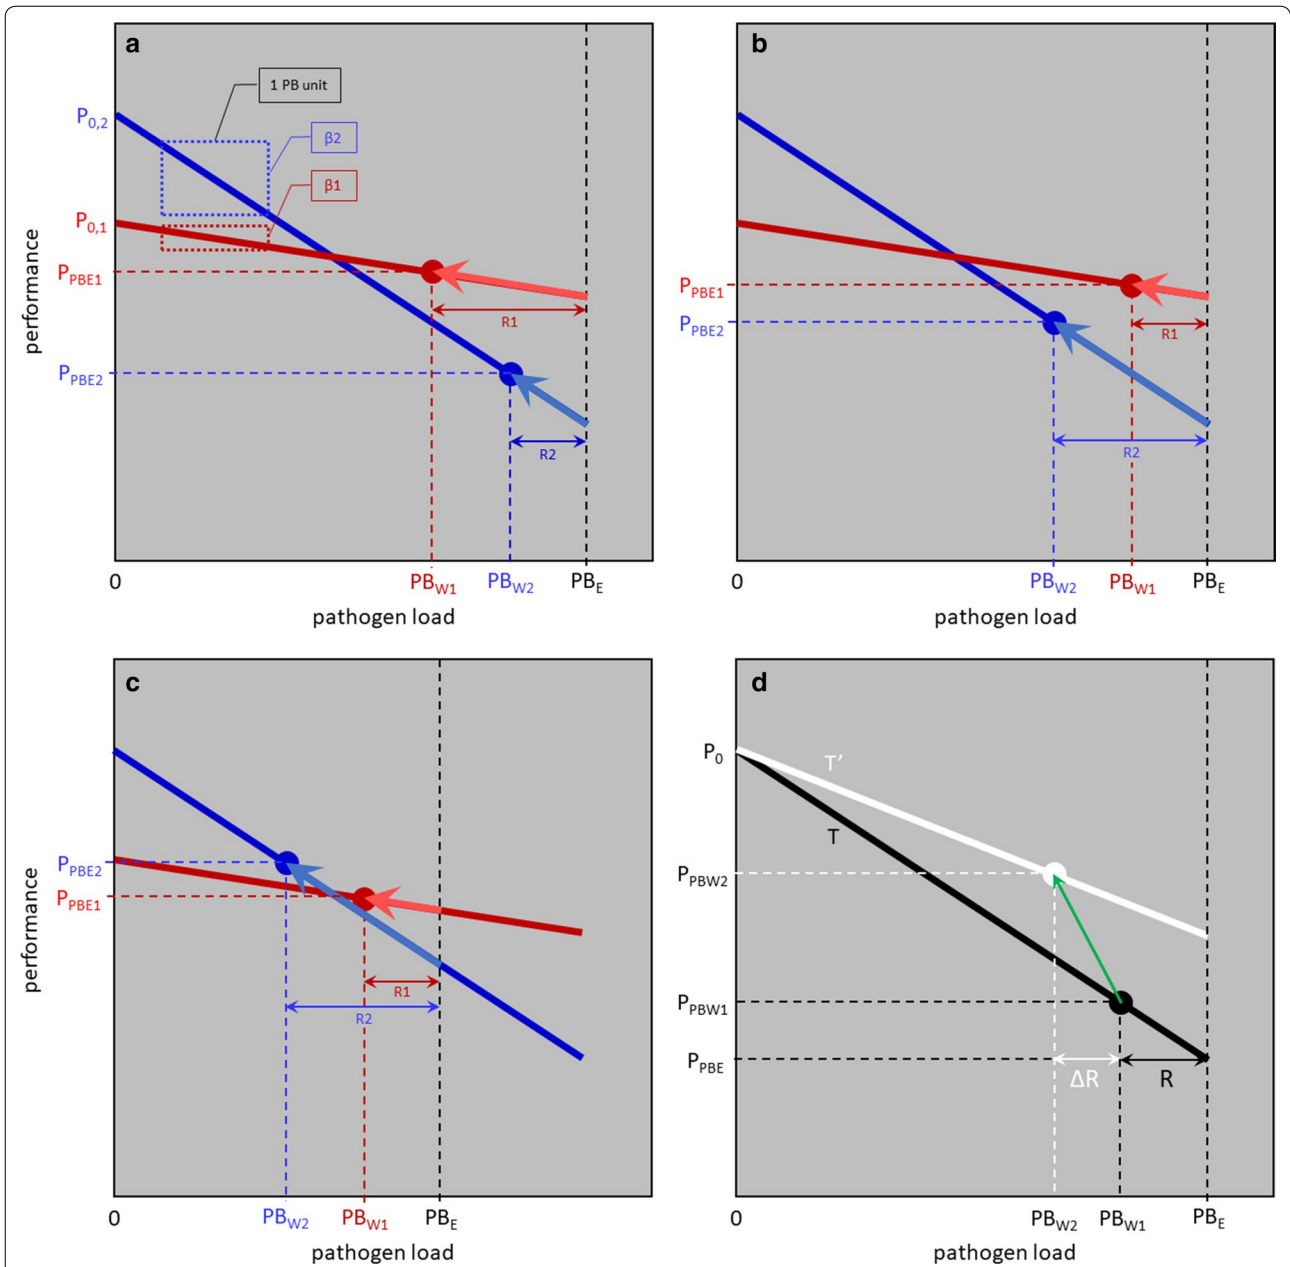 a
1 PB unit
P0,2
β2
β1
P0,1
PPBE1
R1
PPBE2
R2
performance
0
PBW1
PBW2
PBE
pathogen load
b
PPBE1
PPBE2
R1
R2
0
PBW2
PBW1
PBE
pathogen load
c
PPBE2
PPBE1
R1
R2
performance
0
PBW2
PBW1
PBE
pathogen load
d
P0
T’
T
PPBW2
PPBW1
PPBE
ΔR
R
0
PBW2
PBW1
PBE
pathogen load